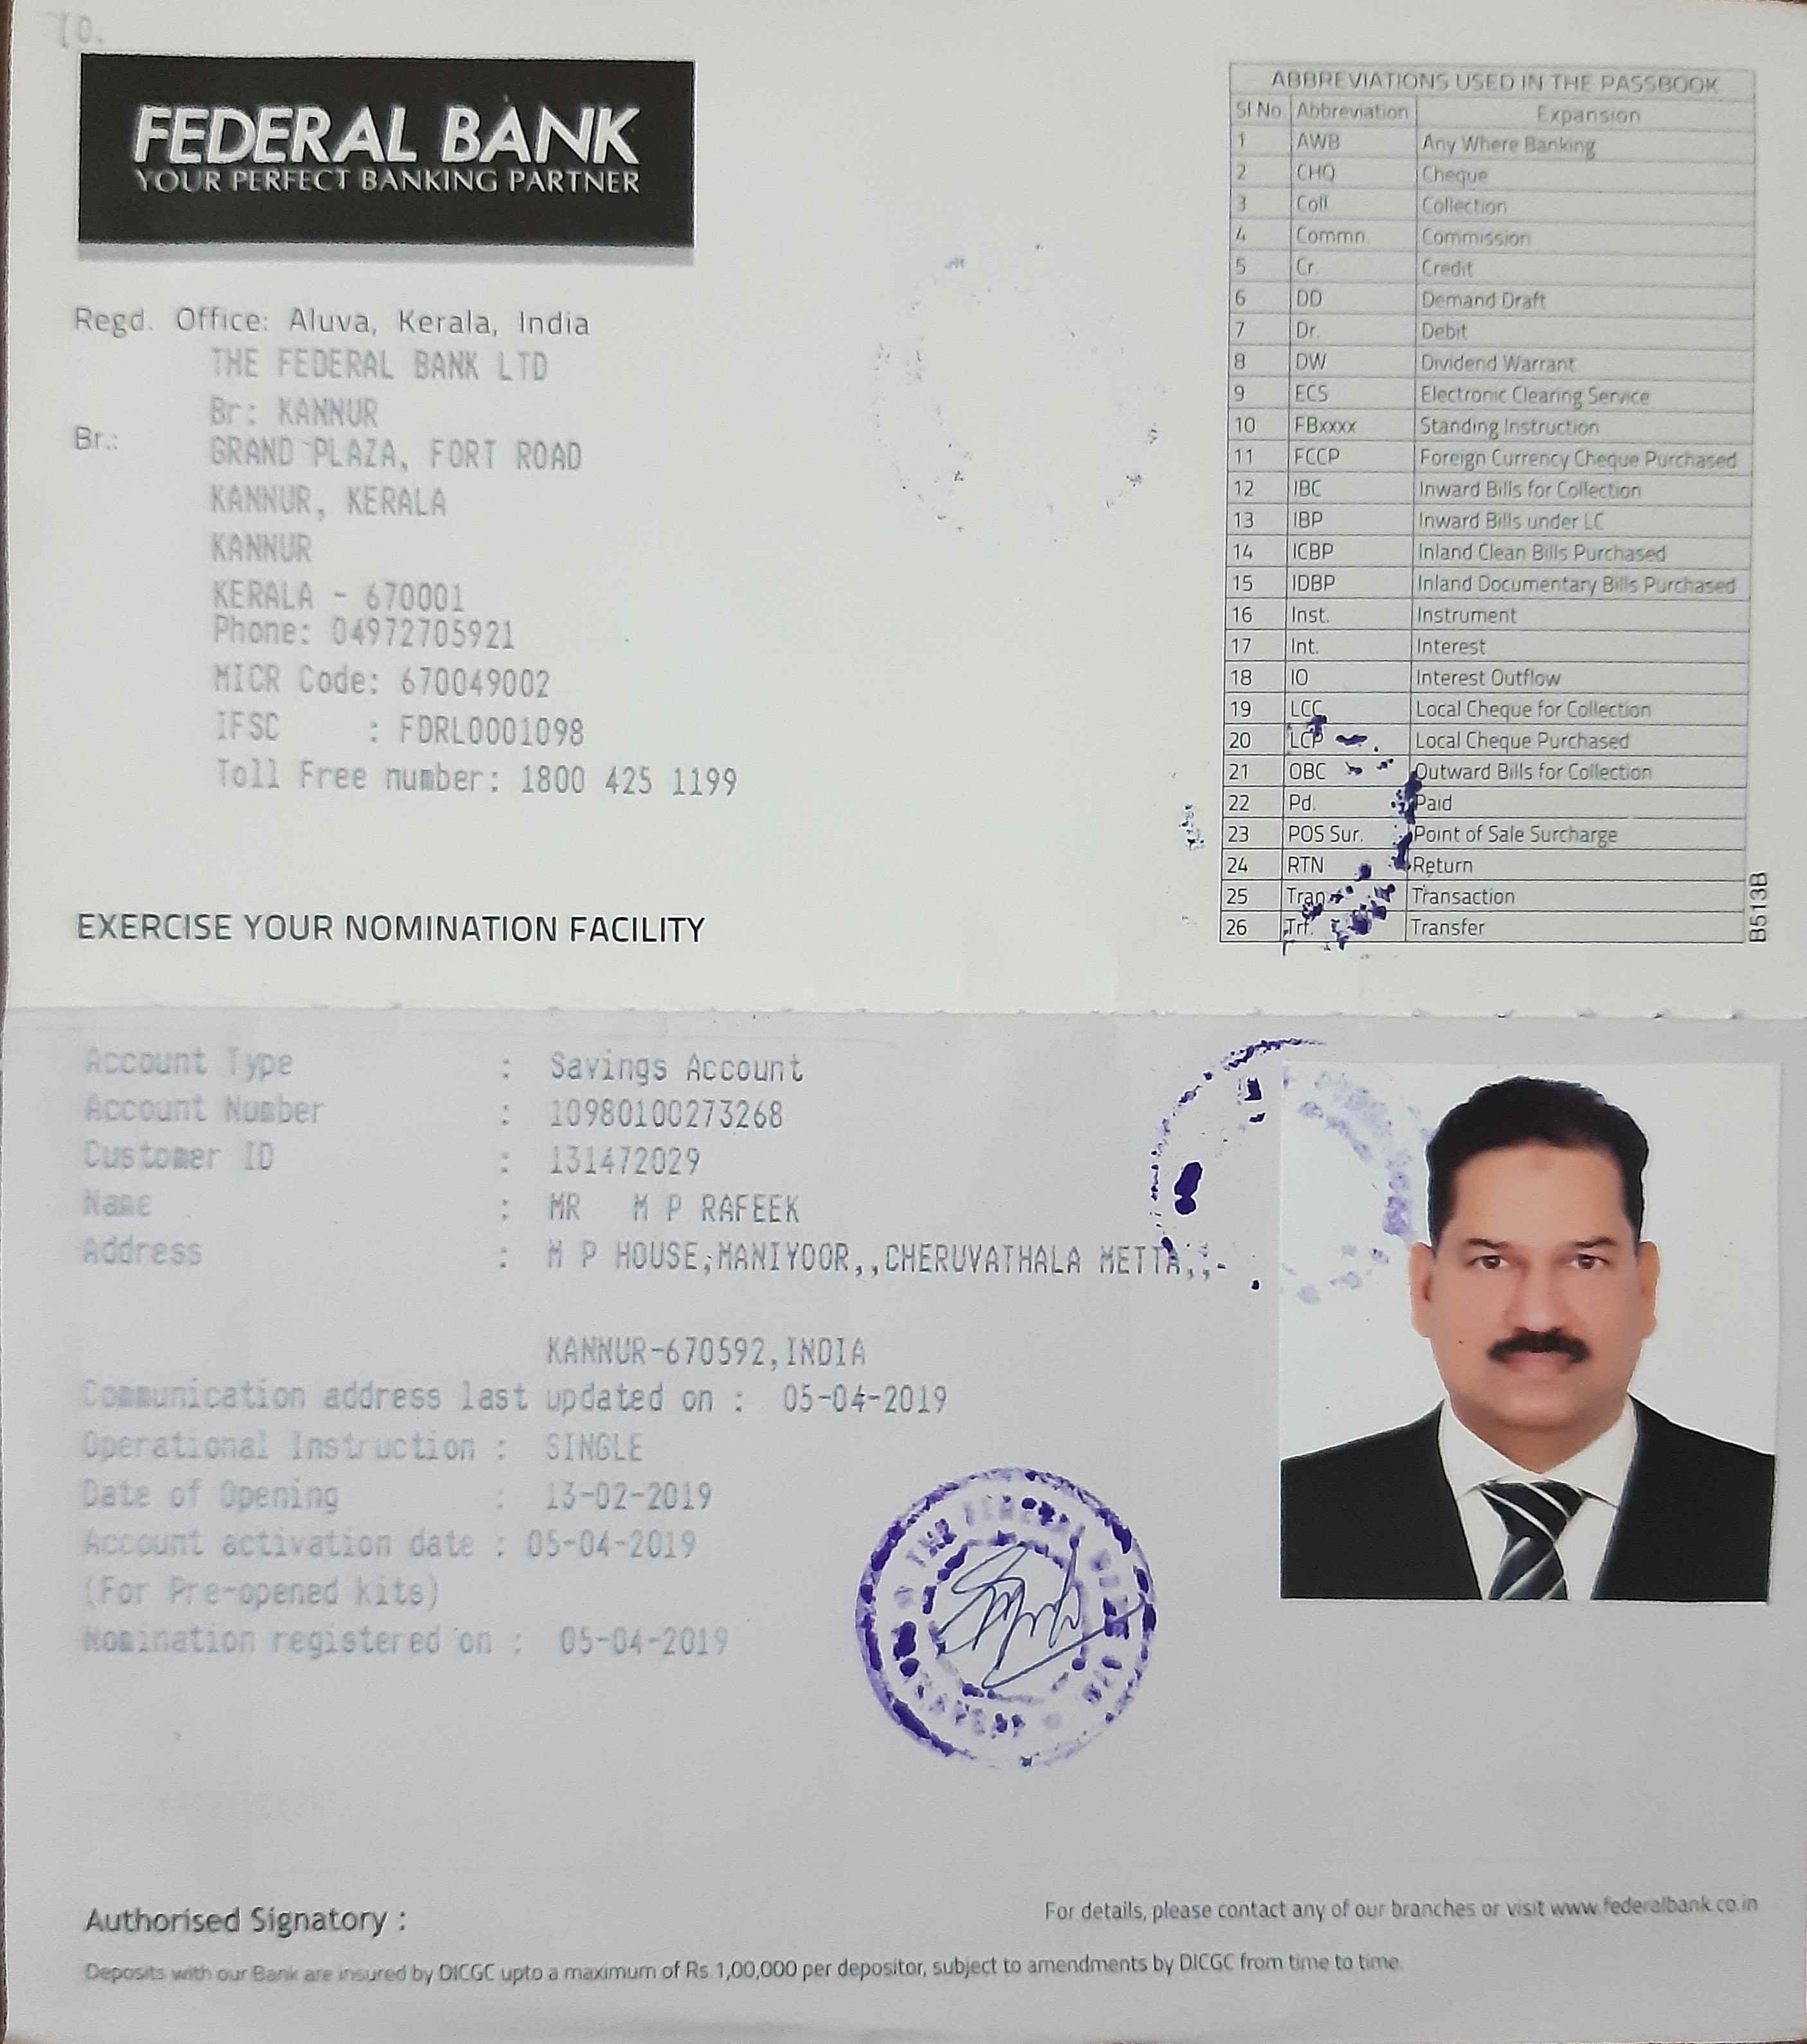 10.
FEDERAL BANK
YOUR PERFECT BANKING PARTNER
Regd. Office: Aluva, Kerala, India
THE FEDERAL BANK LTD
Br: KANNUR
Br.: GRAND PLAZA, FORT ROAD
KANNUR, KERALA
KANNUR
KERALA - 670001
Phone: 04972705921
MICR Code: 670049002
IFSC : FDRL0001098
Toll Free number: 1800 425 1199
EXERCISE YOUR NOMINATION FACILITY
ABBREVIATIONS USED IN THE PASSBOOK
Sl No Abbreviation Expansion
1 AWB Any Where Banking
2 CHQ Cheque
3 Coll. Collection
4 Commn. Commission
5 Cr. Credit
6 DD Demand Draft
7 Dr. Debit
8 DW Dividend Warrant
9 ECS Electronic Clearing Service
10 FBxxxx Standing Instruction
11 FCCP Foreign Currency Cheque Purchased
12 IBC Inward Bills for Collection
13 IBP Inward Bills under LC
14 ICBP Inland Clean Bills Purchased
15 IDBP Inland Documentary Bills Purchased
16 Inst. Instrument
17 Int. Interest
18 IO Interest Outflow
19 LCC Local Cheque for Collection
20 LCP Local Cheque Purchased
21 OBC Outward Bills for Collection
22 Pd. Paid
23 POS Sur. Point of Sale Surcharge
24 RTN Return
25 Tran Transaction
26 Trf. Transfer
B513B
Account Type : Savings Account
Account Number : 10980100273268
Customer ID : 131472029
Name : MR M P RAFEEK
Address : M P HOUSE;MANIYOOR,,CHERUVATHALA METTA,;-
KANNUR-670592,INDIA
Communication address last updated on : 05-04-2019
Operational Instruction : SINGLE
Date of Opening : 13-02-2019
Account activation date : 05-04-2019
(For Pre-opened kits)
Nomination registered on : 05-04-2019
THE FEDERAL
Authorised Signatory :
For details, please contact any of our branches or visit www.federalbank.co.in
Deposits with our Bank are insured by DICGC upto a maximum of Rs 1,00,000 per depositor, subject to amendments by DICGC from time to time.